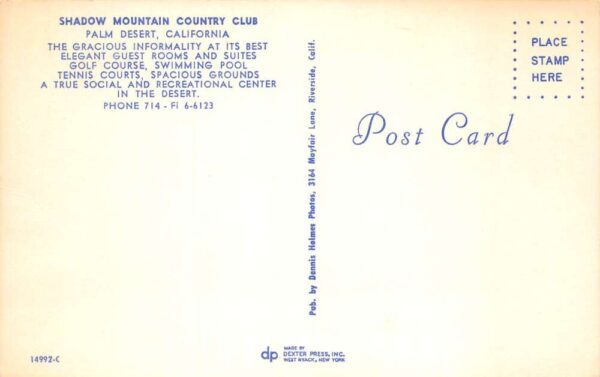 SHADOW MOUNTAIN COUNTRY CLUB
PALM DESERT, CALIFORNIA
THE GRACIOUS INFORMALITY AT ITS BEST
ELEGANT GUEST ROOMS AND SUITES
GOLF COURSE, SWIMMING POOL
TENNIS COURTS, SPACIOUS GROUNDS
A TRUE SOCIAL AND RECREATIONAL CENTER
IN THE DESERT.
PHONE 714 - Fi 6-6123
Pub. by Dennis Holmes Photos, 3164 Mayfair Lane, Riverside, Calif.
PLACE
STAMP
HERE
Post Card
14992-C
dp
MADE BY
DEXTER PRESS, INC.
WEST NYACK, NEW YORK